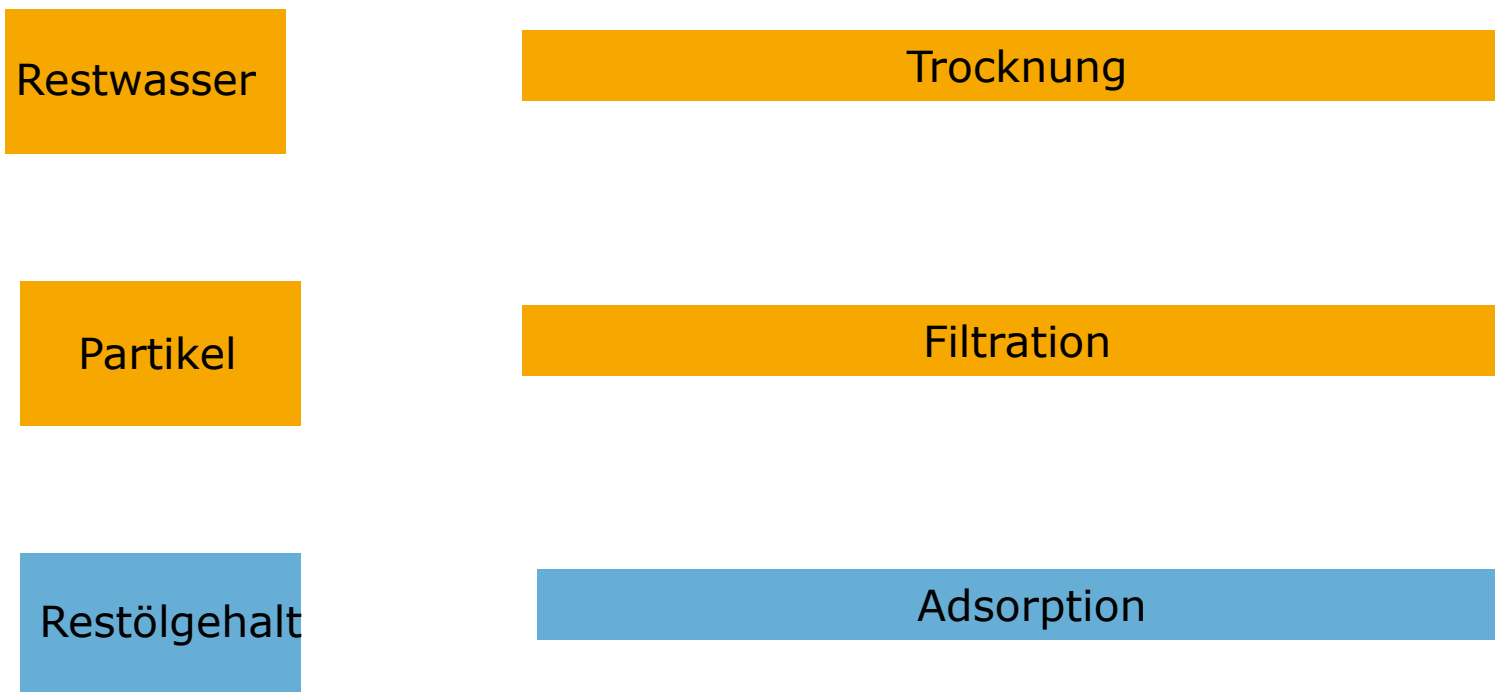 Restwasser
Trocknung
Partikel
Filtration
Restölgehalt
Adsorption